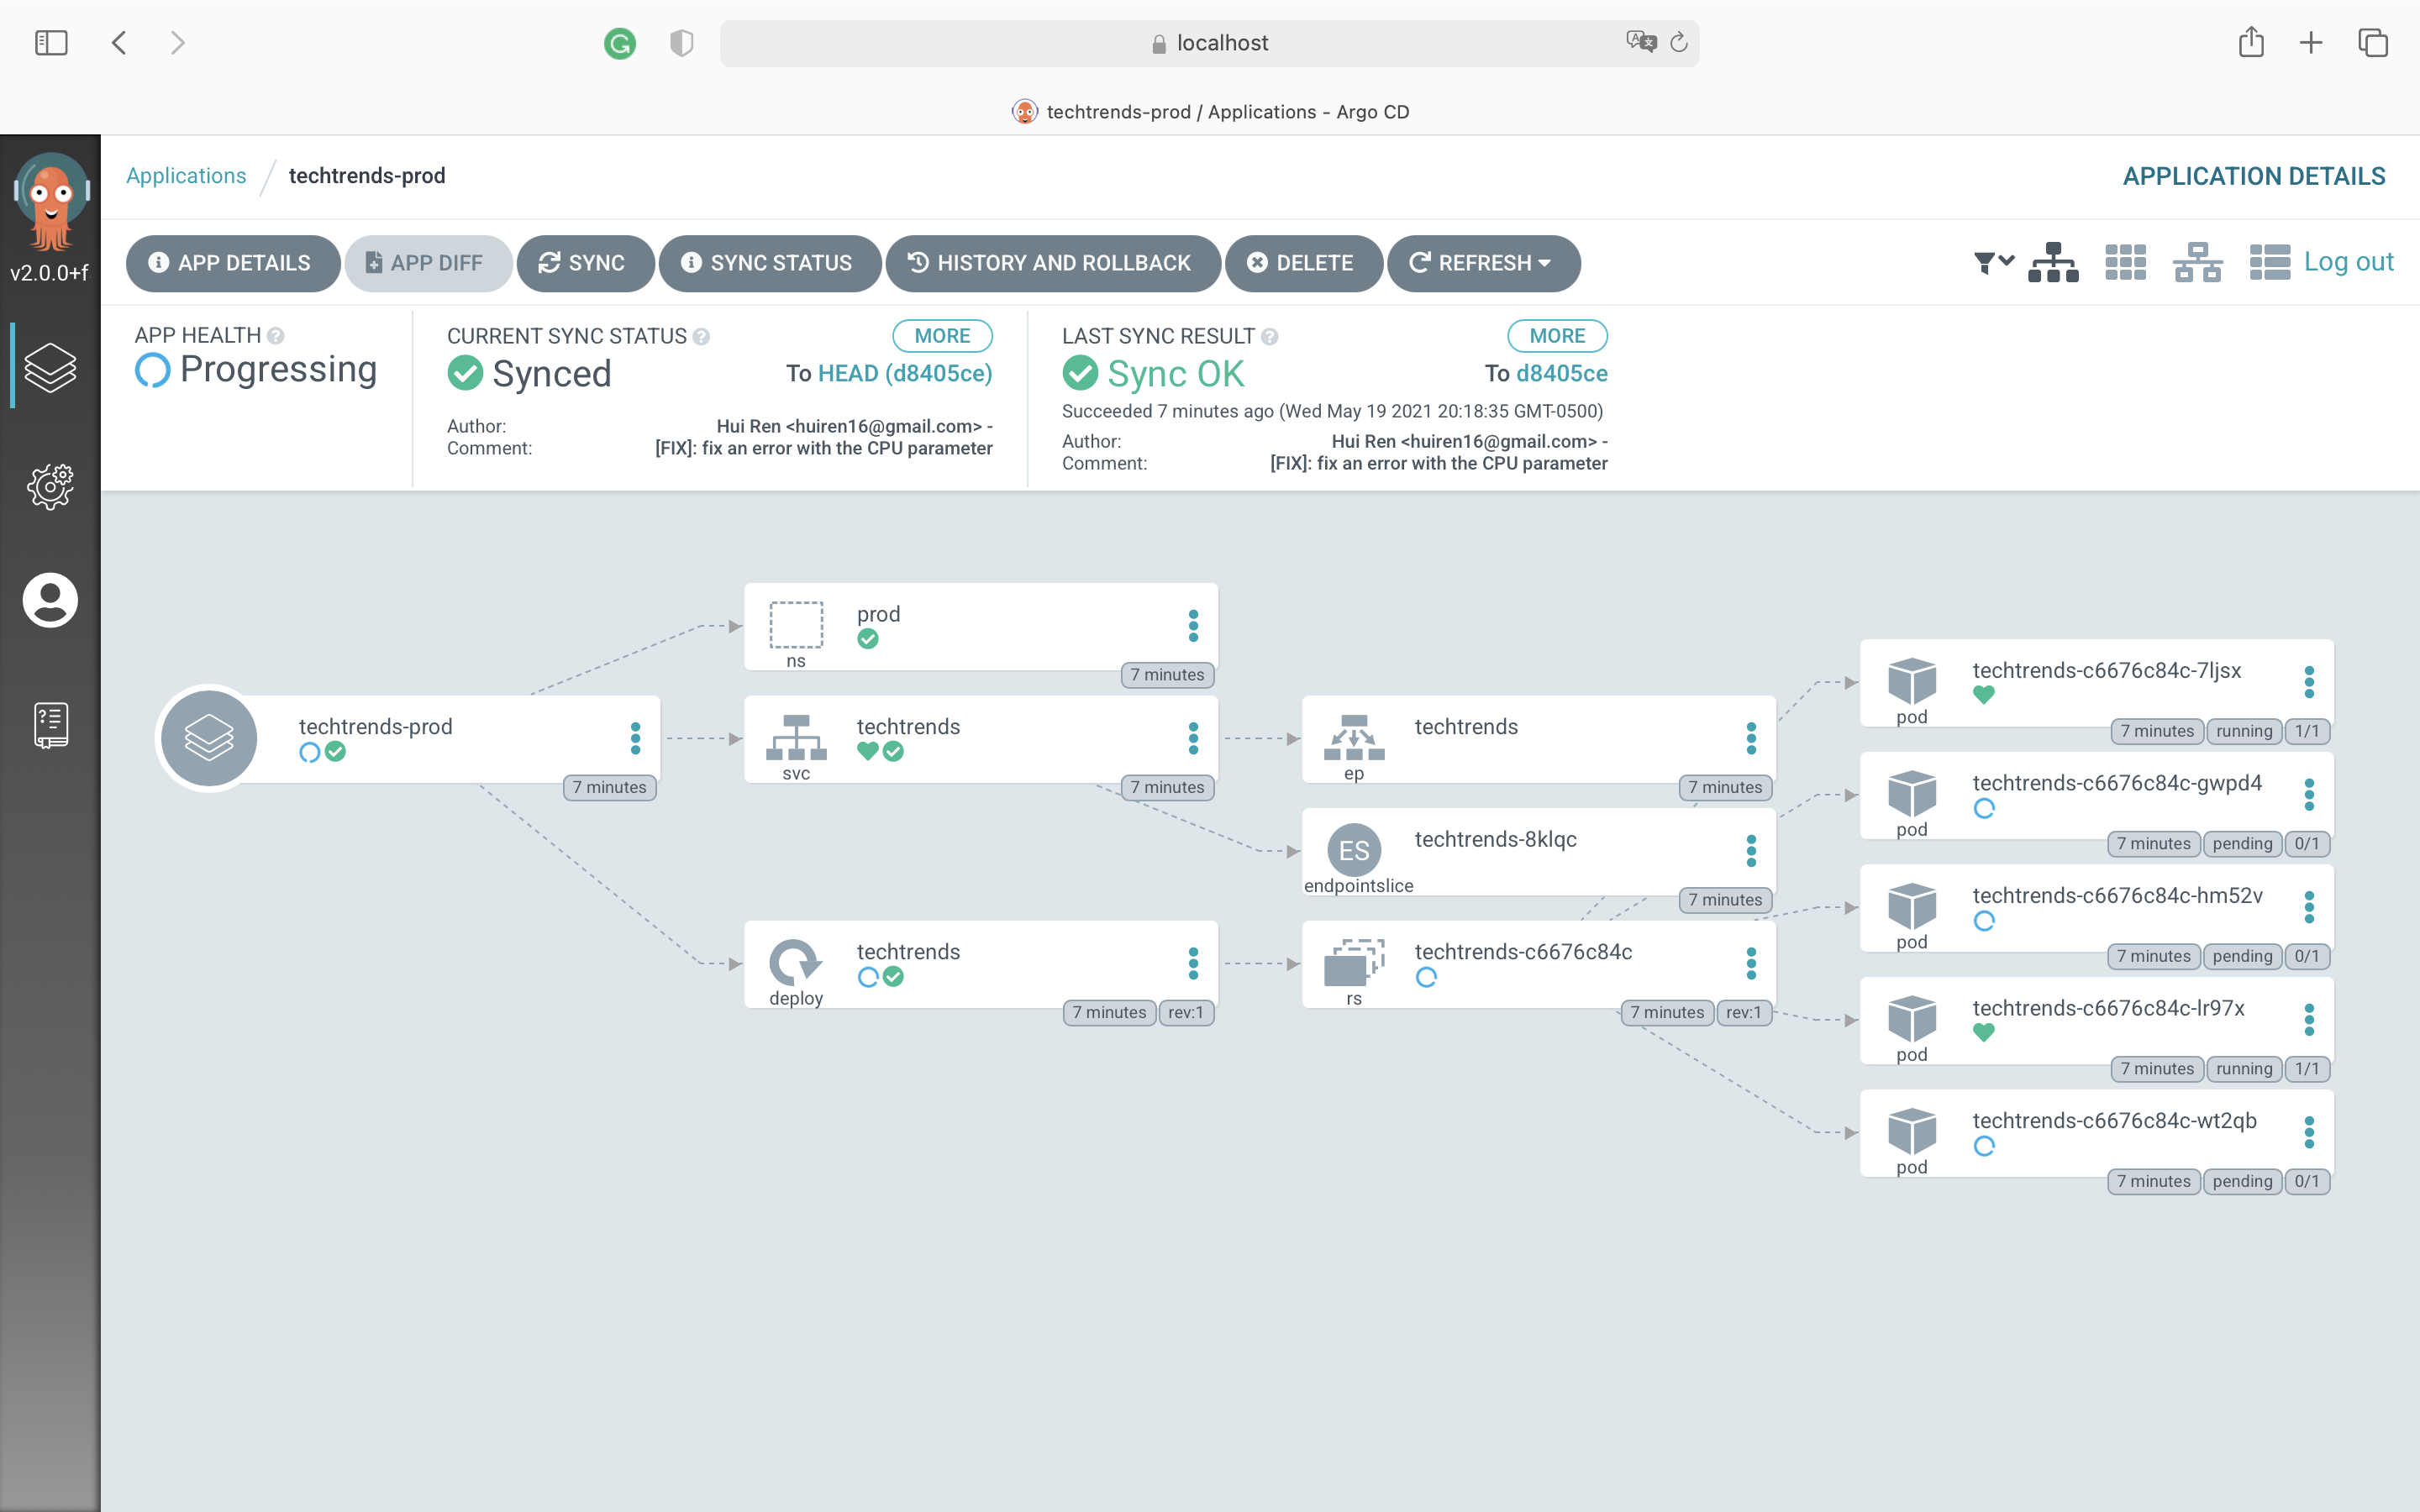 localhost
techtrends-prod / Applications - Argo CD
Applications / techtrends-prod
APPLICATION DETAILS
v2.0.0+f
APP DETAILS
APP DIFF
SYNC
SYNC STATUS
HISTORY AND ROLLBACK
DELETE
REFRESH
Log out
APP HEALTH
Progressing
CURRENT SYNC STATUS
MORE
Synced
To HEAD (d8405ce)
Author: Hui Ren <huiren16@gmail.com> -
Comment: [FIX]: fix an error with the CPU parameter
LAST SYNC RESULT
MORE
Sync OK
To d8405ce
Succeeded 7 minutes ago (Wed May 19 2021 20:18:35 GMT-0500)
Author: Hui Ren <huiren16@gmail.com> -
Comment: [FIX]: fix an error with the CPU parameter
techtrends-prod
7 minutes
prod
ns
7 minutes
techtrends
svc
7 minutes
techtrends
deploy
7 minutes rev:1
techtrends
ep
7 minutes
ES
techtrends-8klqc
endpointslice
7 minutes
techtrends-c6676c84c
rs
7 minutes rev:1
techtrends-c6676c84c-7ljsx
pod
7 minutes running 1/1
techtrends-c6676c84c-gwpd4
pod
7 minutes pending 0/1
techtrends-c6676c84c-hm52v
pod
7 minutes pending 0/1
techtrends-c6676c84c-lr97x
pod
7 minutes running 1/1
techtrends-c6676c84c-wt2qb
pod
7 minutes pending 0/1